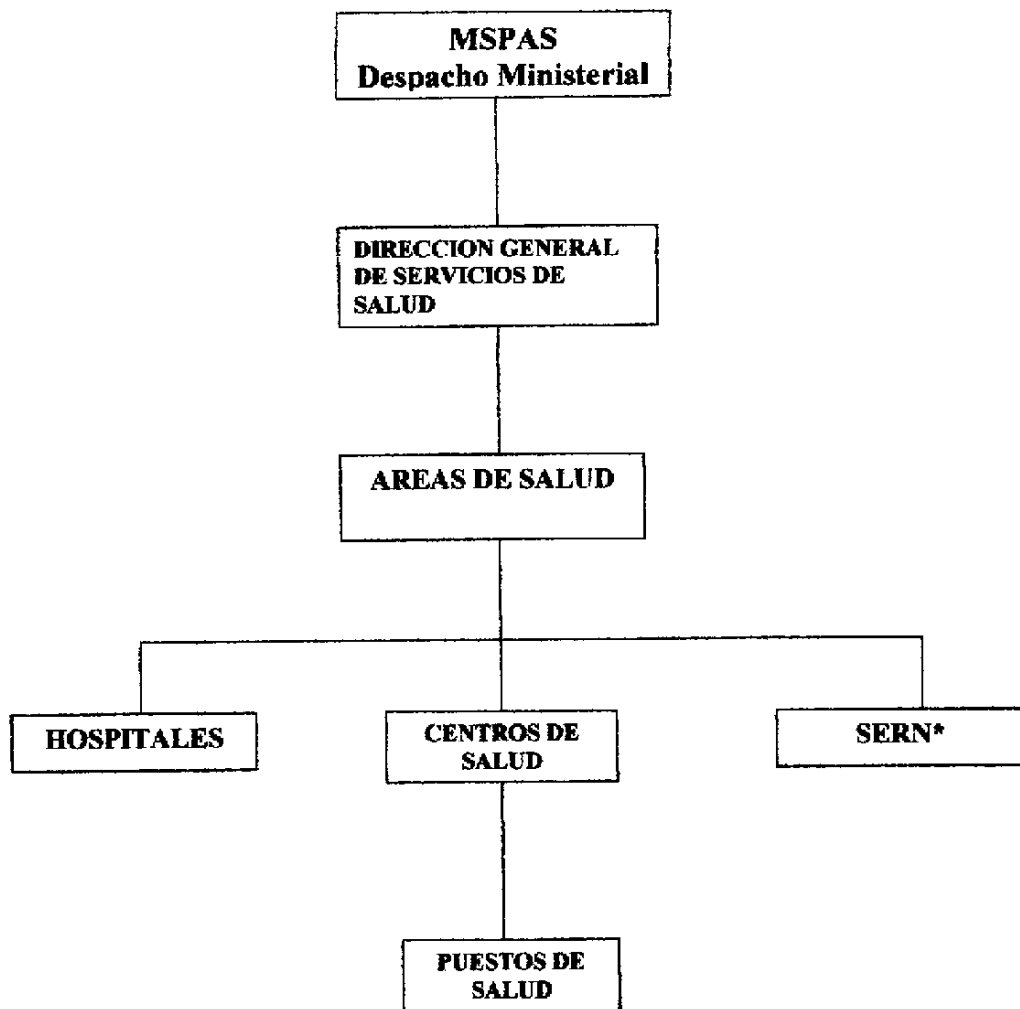 MSPAS
Despacho Ministerial
DIRECCION GENERAL
DE SERVICIOS DE
SALUD
AREAS DE SALUD
HOSPITALES
CENTROS DE
SALUD
SERN*
PUESTOS DE
SALUD